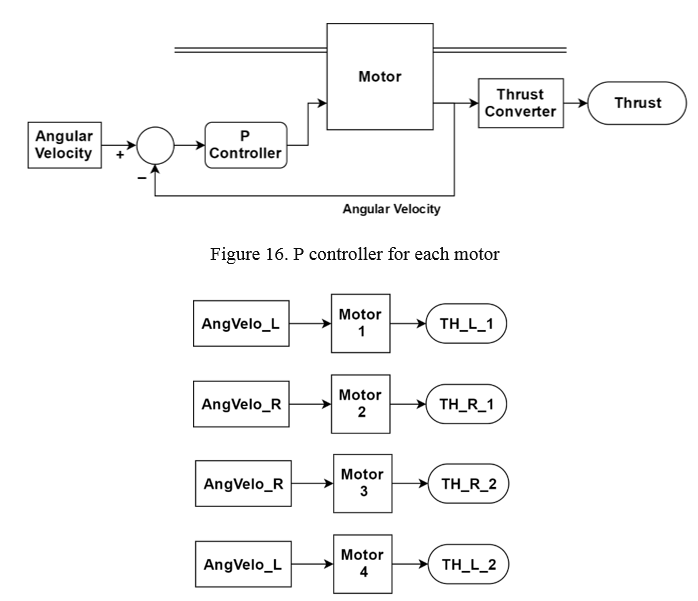 Motor
Thrust
Converter
Thrust
Angular
Velocity
+
−
P
Controller
Angular Velocity
Figure 16. P controller for each motor
AngVelo_L
Motor
1
TH_L_1
AngVelo_R
Motor
2
TH_R_1
AngVelo_R
Motor
3
TH_R_2
AngVelo_L
Motor
4
TH_L_2